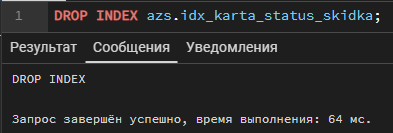 1 DROP INDEX azs.idx_karta_status_skidka;
Результат Сообщения Уведомления
DROP INDEX
Запрос завершён успешно, время выполнения: 64 мс.